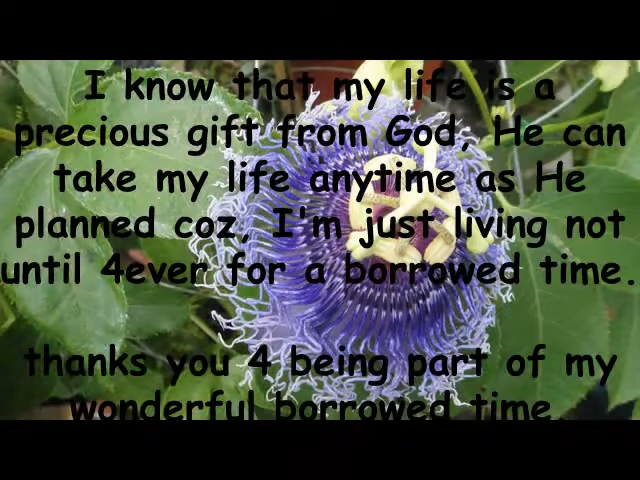 I know that my life is a
precious gift from God, He can
take my life anytime as He
planned coz, I'm just living not
until 4ever for a borrowed time.
thanks you 4 being part of my
wonderful borrowed time.